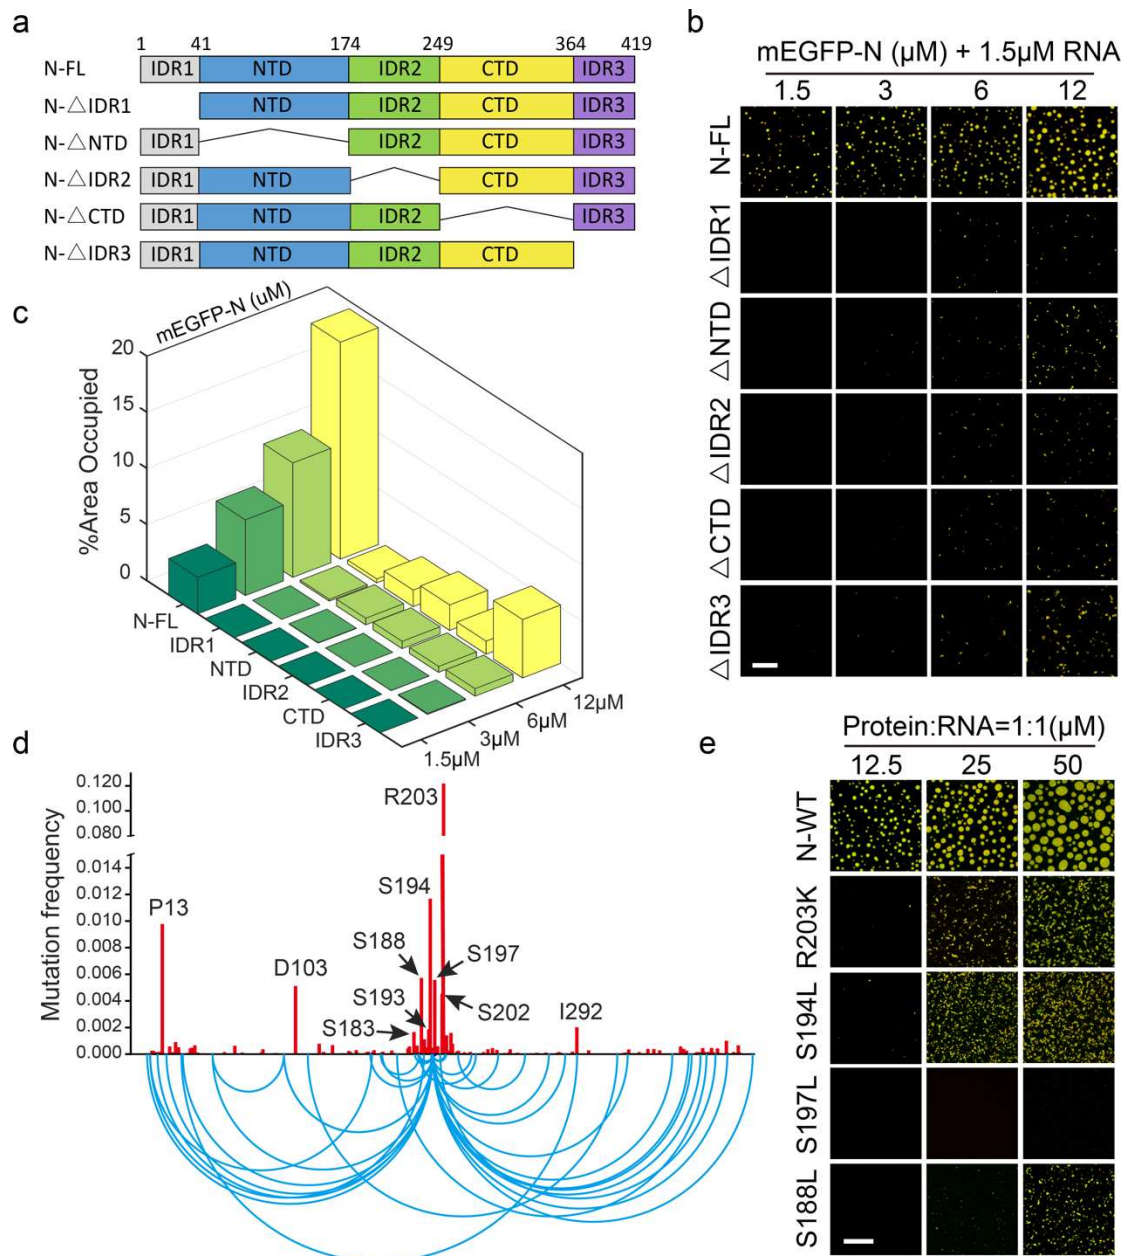 a
1 41 174 249 364 419
N-FL IDR1 NTD IDR2 CTD IDR3
N-△IDR1 NTD IDR2 CTD IDR3
N-△NTD IDR1 IDR2 CTD IDR3
N-△IDR2 IDR1 NTD CTD IDR3
N-△CTD IDR1 NTD IDR2 IDR3
N-△IDR3 IDR1 NTD IDR2 CTD
b
mEGFP-N (μM) + 1.5μM RNA
1.5 3 6 12
N-FL
△IDR1
△NTD
△IDR2
△CTD
△IDR3
c
mEGFP-N (uM)
%Area Occupied
20
15
10
5
0
N-FL
IDR1
NTD
IDR2
CTD
IDR3
1.5μM
3μM
6μM
12μM
d
Mutation frequency
0.120
0.100
0.080
0.014
0.012
0.010
0.008
0.006
0.004
0.002
0.000
R203
S194
P13
S188
S197
D103
S193
S202
S183
I292
e
Protein:RNA=1:1(μM)
12.5 25 50
N-WT
R203K
S194L
S197L
S188L